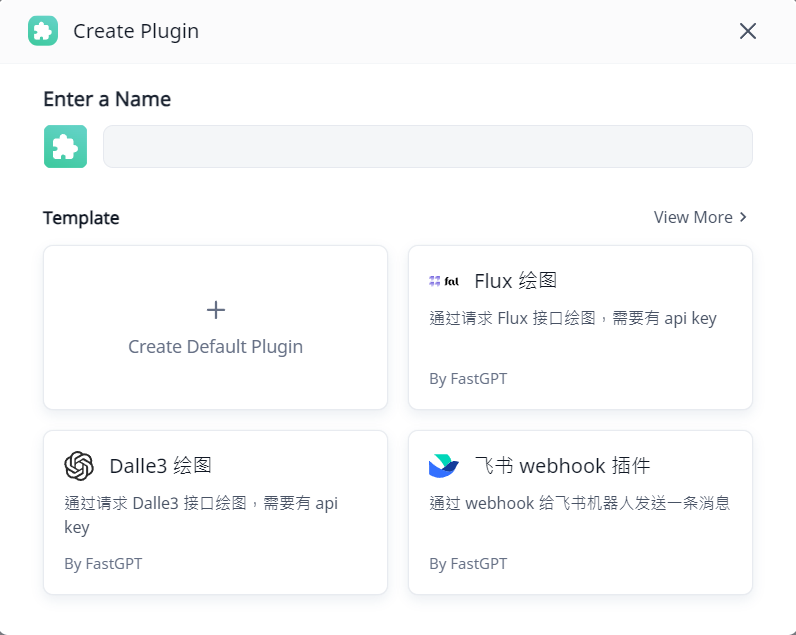 Create Plugin
Enter a Name
Template
View More
Create Default Plugin
fal Flux 绘图
通过请求 Flux 接口绘图，需要有 api key
By FastGPT
Dalle3 绘图
通过请求 Dalle3 接口绘图，需要有 api
key
By FastGPT
飞书 webhook 插件
通过 webhook 给飞书机器人发送一条消息
By FastGPT